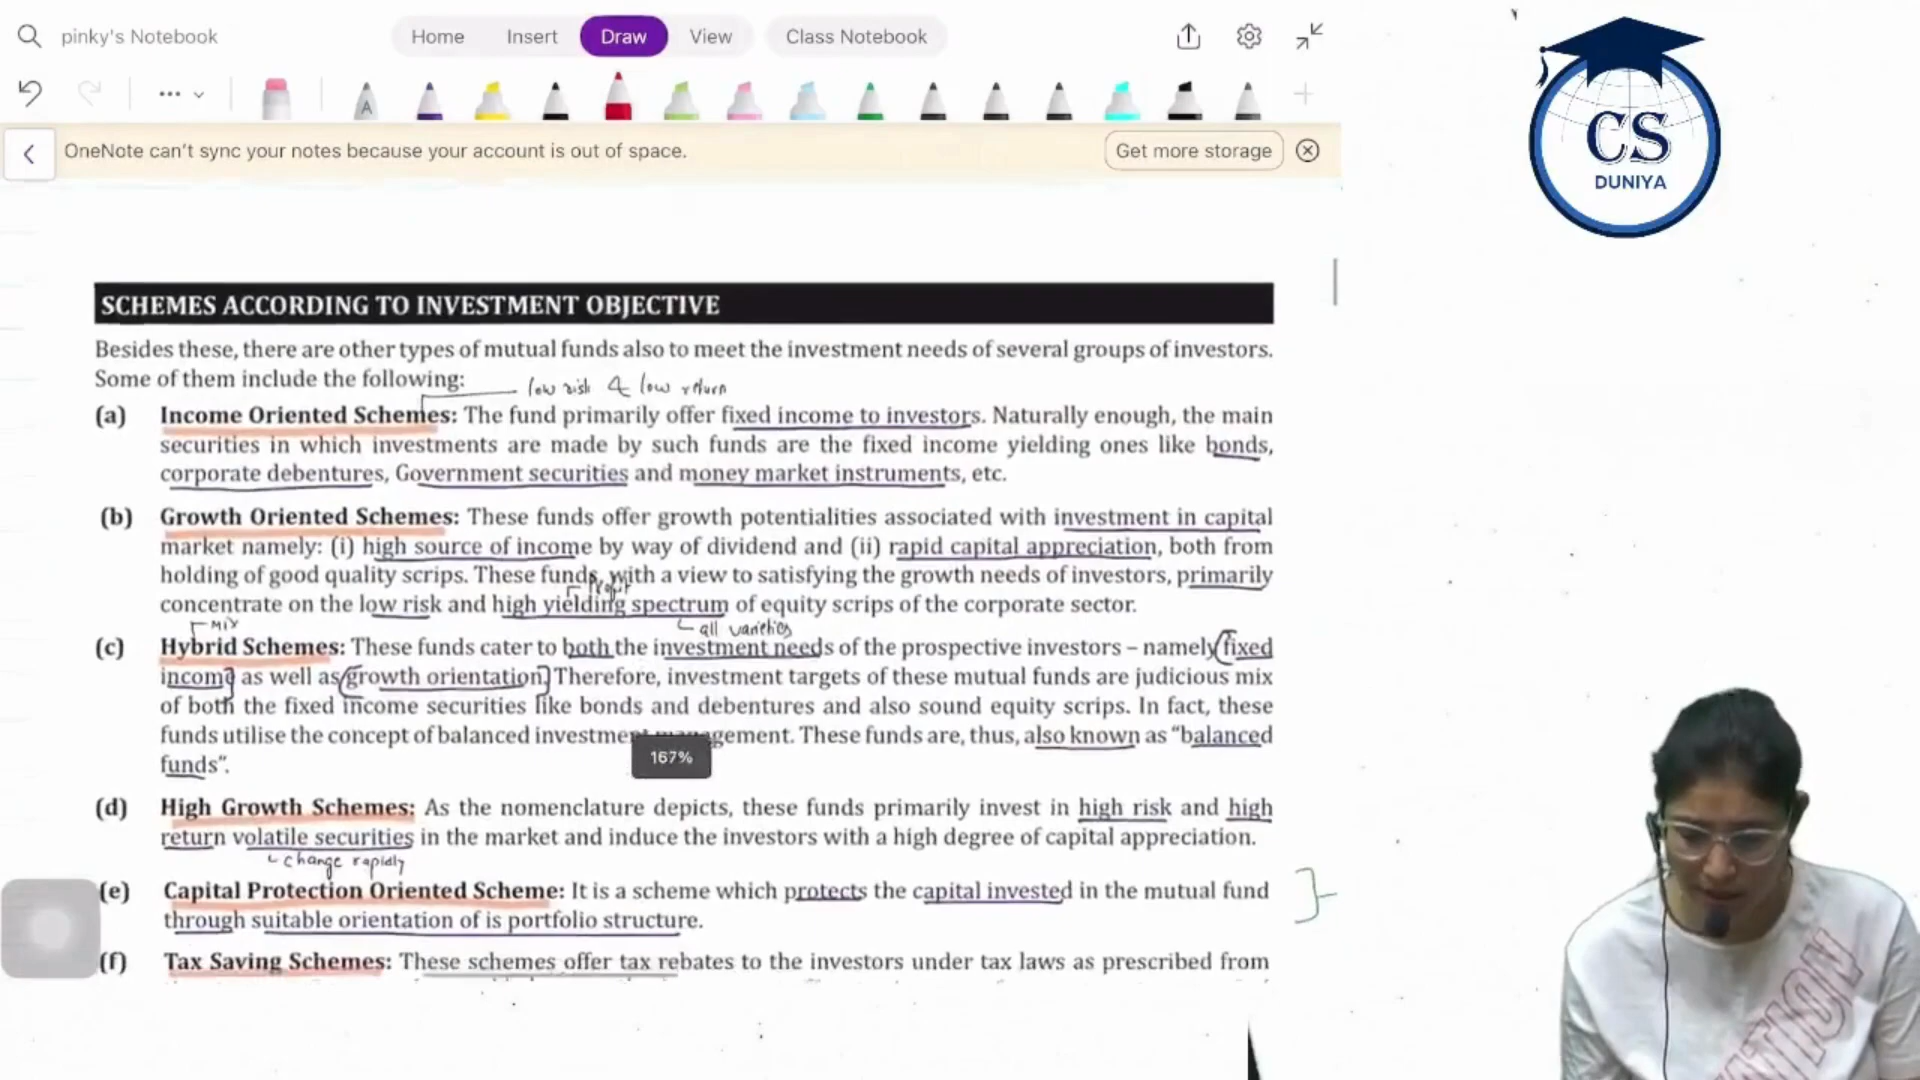 pinky's Notebook
Home Insert Draw View Class Notebook
A
OneNote can't sync your notes because your account is out of space.
Get more storage
CS
DUNIYA
SCHEMES ACCORDING TO INVESTMENT OBJECTIVE
Besides these, there are other types of mutual funds also to meet the investment needs of several groups of investors.
Some of them include the following:
low risk & low return
(a) Income Oriented Schemes: The fund primarily offer fixed income to investors. Naturally enough, the main
securities in which investments are made by such funds are the fixed income yielding ones like bonds,
corporate debentures, Government securities and money market instruments, etc.
(b) Growth Oriented Schemes: These funds offer growth potentialities associated with investment in capital
market namely: (i) high source of income by way of dividend and (ii) rapid capital appreciation, both from
holding of good quality scrips. These funds, with a view to satisfying the growth needs of investors, primarily
profit
concentrate on the low risk and high yielding spectrum of equity scrips of the corporate sector.
mix
all varieties
(c) Hybrid Schemes: These funds cater to both the investment needs of the prospective investors – namely fixed
income as well as growth orientation. Therefore, investment targets of these mutual funds are judicious mix
of both the fixed income securities like bonds and debentures and also sound equity scrips. In fact, these
funds utilise the concept of balanced investment management. These funds are, thus, also known as “balanced
funds”.
167%
(d) High Growth Schemes: As the nomenclature depicts, these funds primarily invest in high risk and high
return volatile securities in the market and induce the investors with a high degree of capital appreciation.
change rapidly
(e) Capital Protection Oriented Scheme: It is a scheme which protects the capital invested in the mutual fund
through suitable orientation of is portfolio structure.
(f) Tax Saving Schemes: These schemes offer tax rebates to the investors under tax laws as prescribed from